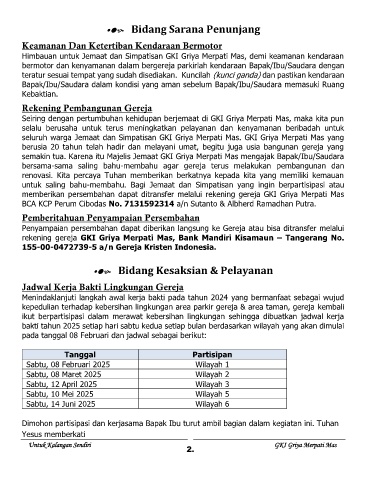 Bidang Sarana Penunjang
Keamanan Dan Ketertiban Kendaraan Bermotor
Himbauan untuk Jemaat dan Simpatisan GKI Griya Merpati Mas, demi keamanan kendaraan
bermotor dan kenyamanan dalam bergereja parkirlah kendaraan Bapak/Ibu/Saudara dengan
teratur sesuai tempat yang sudah disediakan. Kuncilah (kunci ganda) dan pastikan kendaraan
Bapak/Ibu/Saudara dalam kondisi yang aman sebelum Bapak/Ibu/Saudara memasuki Ruang
Kebaktian.
Rekening Pembangunan Gereja
Seiring dengan pertumbuhan kehidupan berjemaat di GKI Griya Merpati Mas, maka kita pun
selalu berusaha untuk terus meningkatkan pelayanan dan kenyamanan beribadah untuk
seluruh warga Jemaat dan Simpatisan GKI Griya Merpati Mas. GKI Griya Merpati Mas yang
berusia 20 tahun telah hadir dan melayani umat, begitu juga usia bangunan gereja yang
semakin tua. Karena itu Majelis Jemaat GKI Griya Merpati Mas mengajak Bapak/Ibu/Saudara
bersama-sama saling bahu-membahu agar gereja terus melakukan pembangunan dan
renovasi. Kita percaya Tuhan memberikan berkatnya kepada kita yang memiliki kemauan
untuk saling bahu-membahu. Bagi Jemaat dan Simpatisan yang ingin berpartisipasi atau
memberikan persembahan dapat ditransfer melalui rekening gereja GKI Griya Merpati Mas
BCA KCP Perum Cibodas No. 7131592314 a/n Sutanto & Albherd Ramadhan Putra.
Pemberitahuan Penyampaian Persembahan
Penyampaian persembahan dapat diberikan langsung ke Gereja atau bisa ditransfer melalui
rekening gereja GKI Griya Merpati Mas, Bank Mandiri Kisamaun – Tangerang No.
155-00-0472739-5 a/n Gereja Kristen Indonesia.
Bidang Kesaksian & Pelayanan
Jadwal Kerja Bakti Lingkungan Gereja
Menindaklanjuti langkah awal kerja bakti pada tahun 2024 yang bermanfaat sebagai wujud
kepedulian terhadap kebersihan lingkungan area parkir gereja & area taman, gereja kembali
ikut berpartisipasi dalam merawat kebersihan lingkungan sehingga dibuatkan jadwal kerja
bakti tahun 2025 setiap hari sabtu kedua setiap bulan berdasarkan wilayah yang akan dimulai
pada tanggal 08 Februari dan jadwal sebagai berikut:
Tanggal Partisipan
Sabtu, 08 Februari 2025 Wilayah 1
Sabtu, 08 Maret 2025 Wilayah 2
Sabtu, 12 April 2025 Wilayah 3
Sabtu, 10 Mei 2025 Wilayah 5
Sabtu, 14 Juni 2025 Wilayah 6
Dimohon partisipasi dan kerjasama Bapak Ibu turut ambil bagian dalam kegiatan ini. Tuhan
Yesus memberkati
Untuk Kalangan Sendiri GKI Griya Merpati Mas
2.